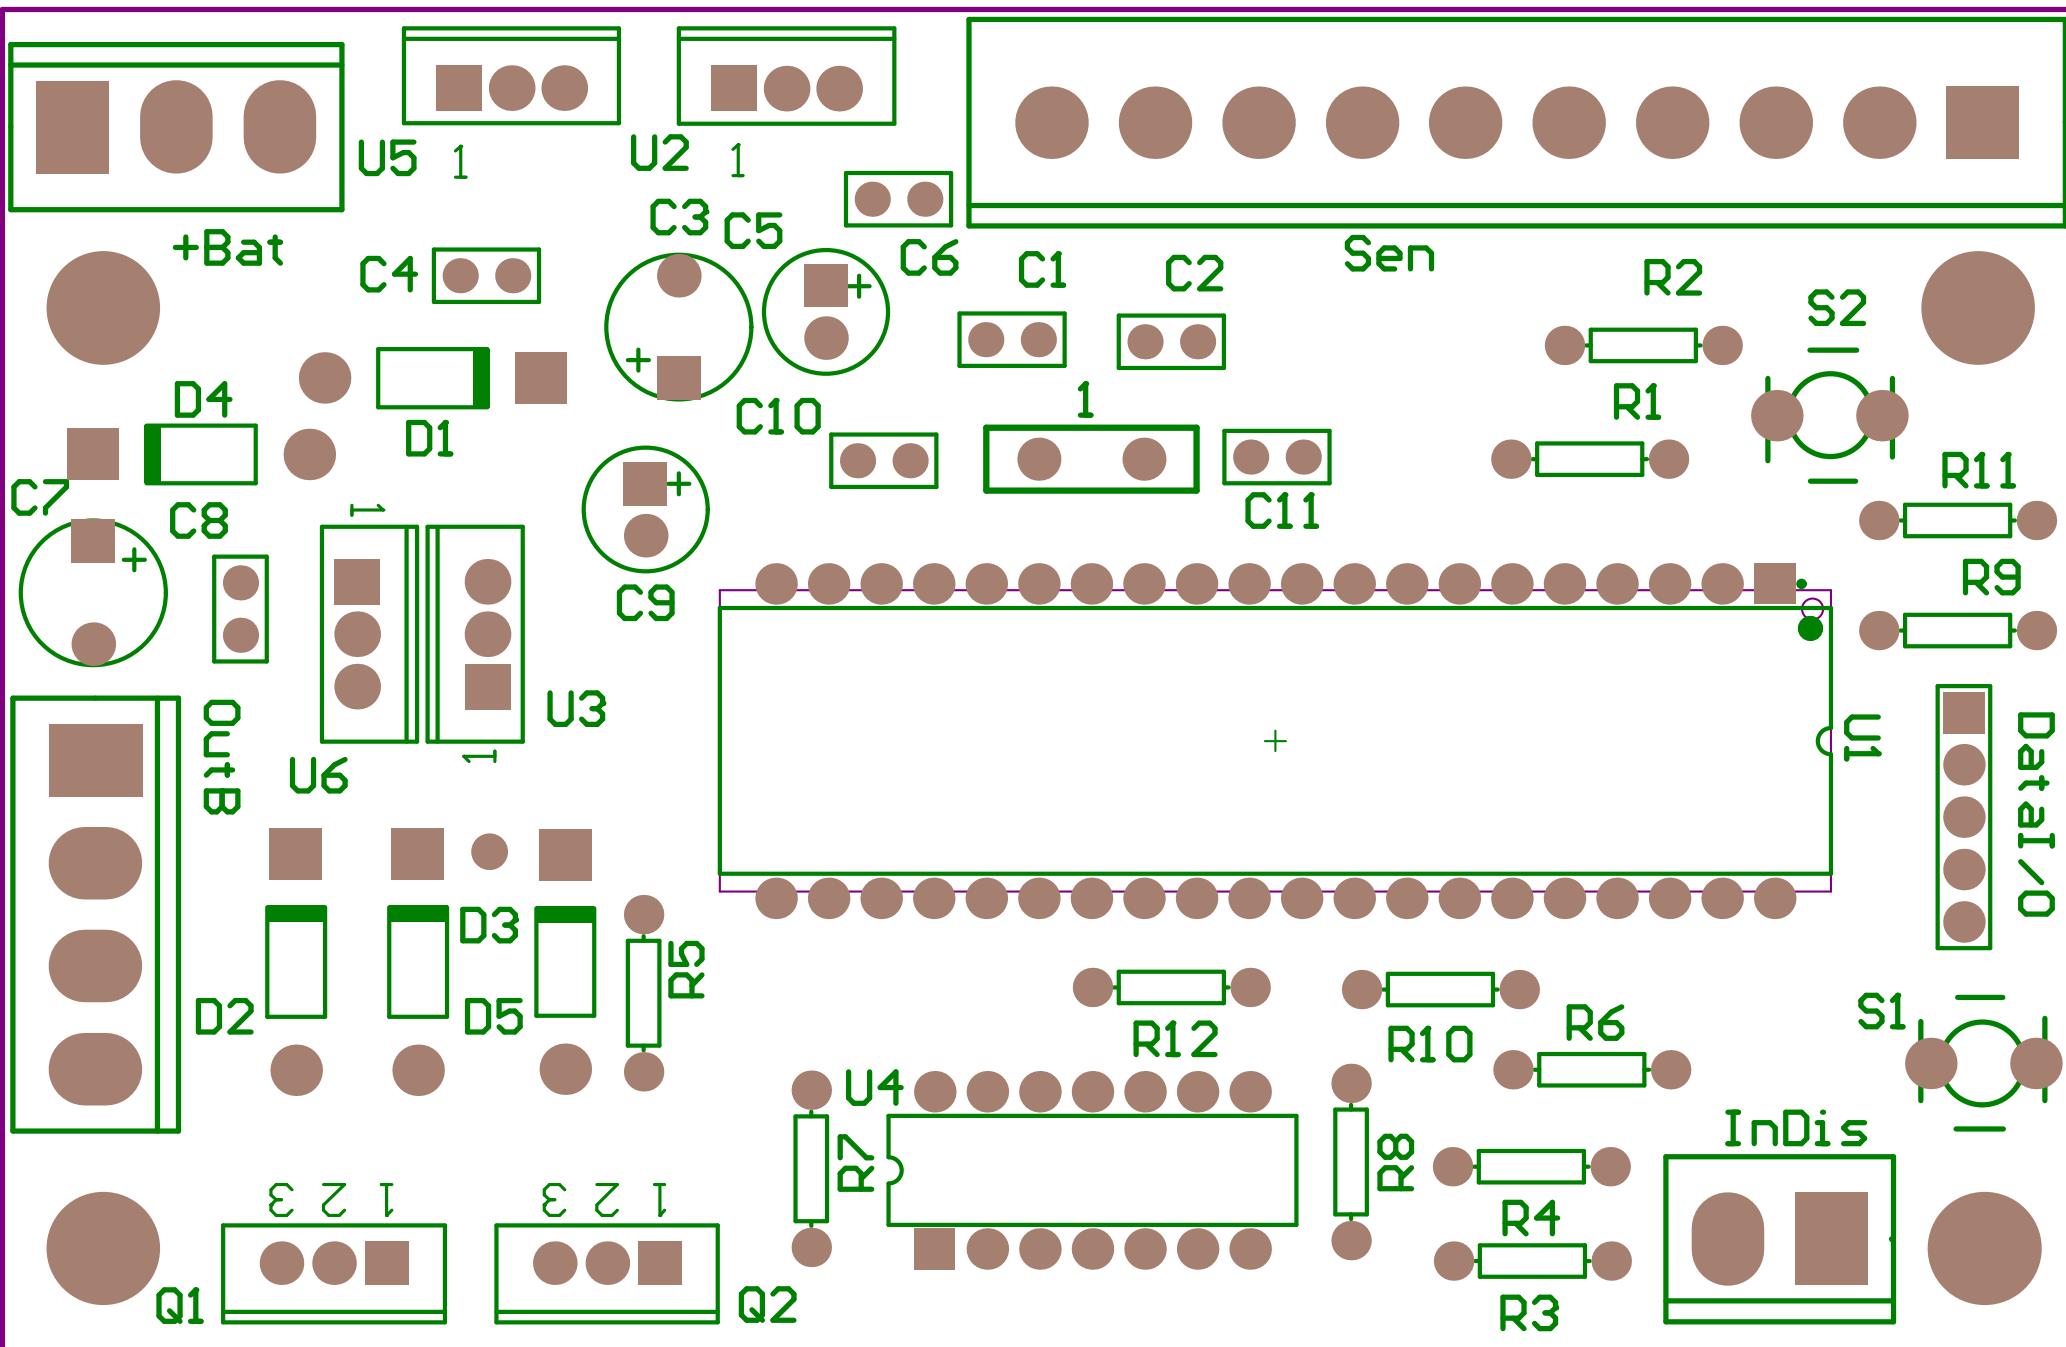 U5
1
U2
1
C3
C5
+Bat
C4
C6
C1
C2
Sen
R2
S2
+
+
D4
D1
C10
1
R1
C7
+
C8
1
C11
R11
+
C9
R9
OutB
U3
1
U6
U1
DataI/O
D3
R5
D2
D5
S1
R12
R10
R6
U4
R7
R8
InDis
3 2 1
3 2 1
R4
Q1
Q2
R3